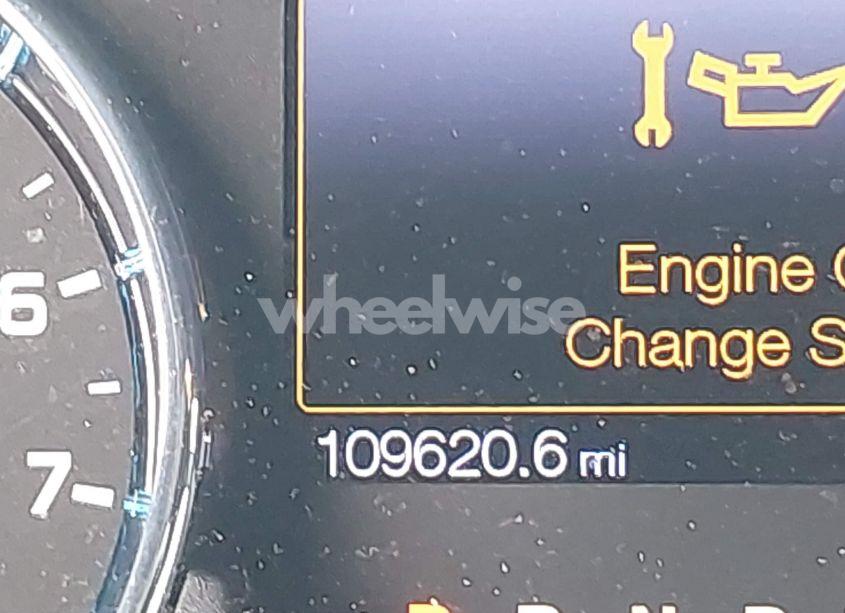 6
7
Engine
Change
109620.6 mi
wheelwise